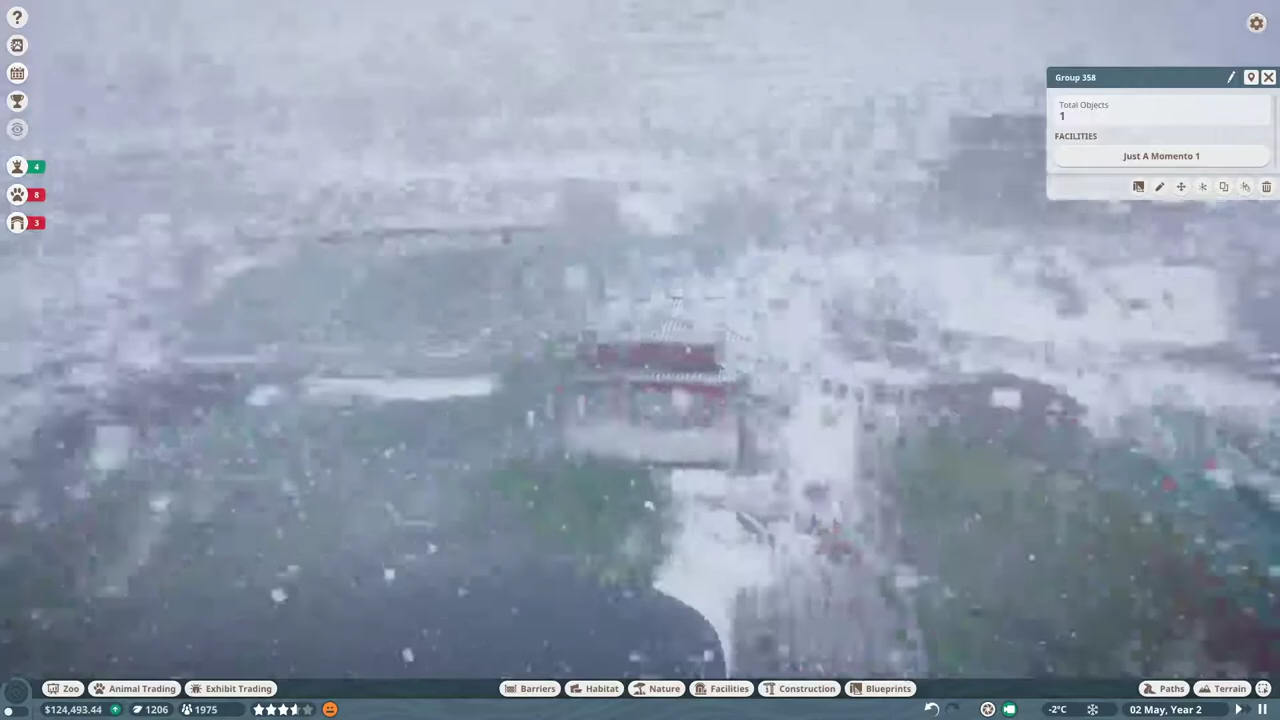 ?
Group 358
Total Objects
1
FACILITIES
Just A Momento 1
4
8
3
Zoo
Animal Trading
Exhibit Trading
Barriers
Habitat
Nature
Facilities
Construction
Blueprints
Paths
Terrain
$124,493.44
1206
1975
-2°C
02 May, Year 2